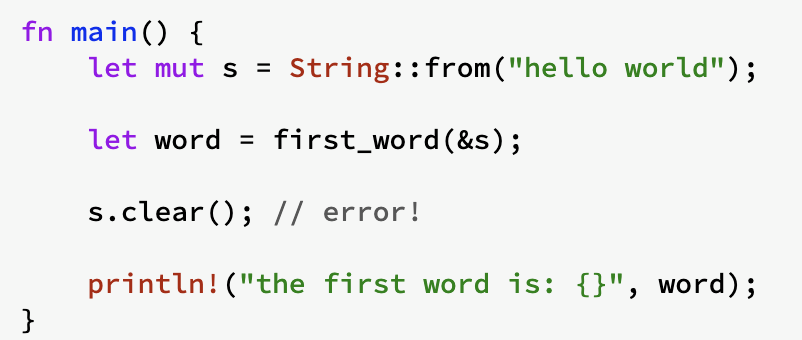 fn main() {
    let mut s = String::from("hello world");

    let word = first_word(&s);

    s.clear(); // error!

    println!("the first word is: {}", word);
}